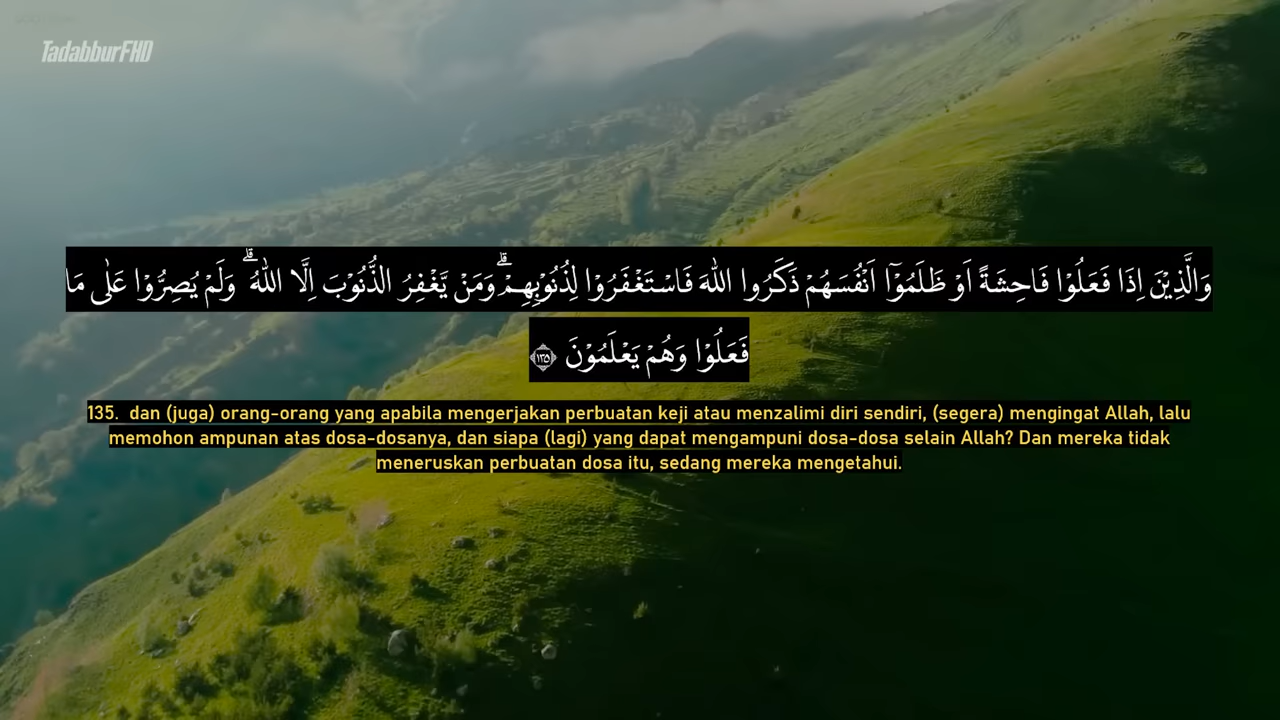 TadabburFHD
وَالَّذِيْنَ اِذَا فَعَلُوْا فَاحِشَةً اَوْ ظَلَمُوْٓا اَنْفُسَهُمْ ذَكَرُوا اللّٰهَ فَاسْتَغْفَرُوْا لِذُنُوْبِهِمْۗ وَمَنْ يَّغْفِرُ الذُّنُوْبَ اِلَّا اللّٰهُ ۗ وَلَمْ يُصِرُّوْا عَلٰى مَا
فَعَلُوْا وَهُمْ يَعْلَمُوْنَ ١٣٥
135. dan (juga) orang-orang yang apabila mengerjakan perbuatan keji atau menzalimi diri sendiri, (segera) mengingat Allah, lalu
memohon ampunan atas dosa-dosanya, dan siapa (lagi) yang dapat mengampuni dosa-dosa selain Allah? Dan mereka tidak
meneruskan perbuatan dosa itu, sedang mereka mengetahui.